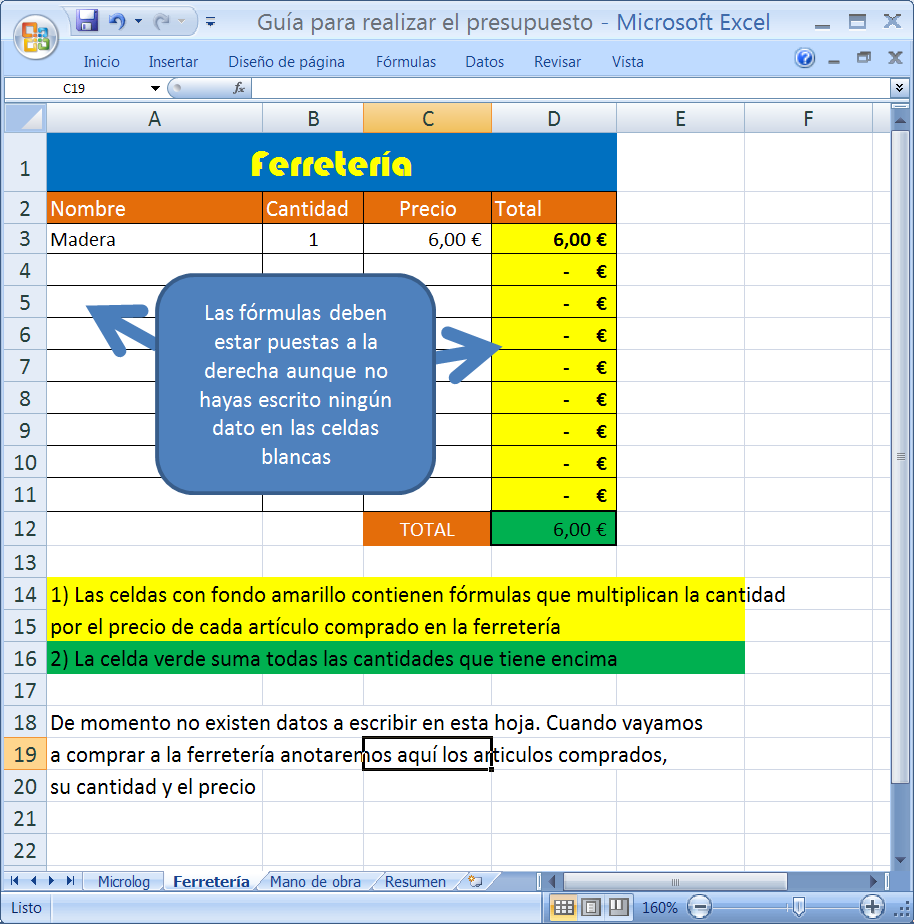 Guía para realizar el presupuesto - Microsoft Excel
Inicio Insertar Diseño de página Fórmulas Datos Revisar Vista
C19 fx
A B C D E F
1 Ferretería
2 Nombre Cantidad Precio Total
3 Madera 1 6,00 € 6,00 €
4 - €
5 - €
6 - €
7 - €
8 - €
9 - €
10 - €
11 - €
Las fórmulas deben
estar puestas a la
derecha aunque no
hayas escrito ningún
dato en las celdas
blancas
12 TOTAL 6,00 €
13
14 1) Las celdas con fondo amarillo contienen fórmulas que multiplican la cantidad
15 por el precio de cada artículo comprado en la ferretería
16 2) La celda verde suma todas las cantidades que tiene encima
17
18 De momento no existen datos a escribir en esta hoja. Cuando vayamos
19 a comprar a la ferretería anotaremos aquí los articulos comprados,
20 su cantidad y el precio
21
22
Microlog Ferretería Mano de obra Resumen
Listo 160%